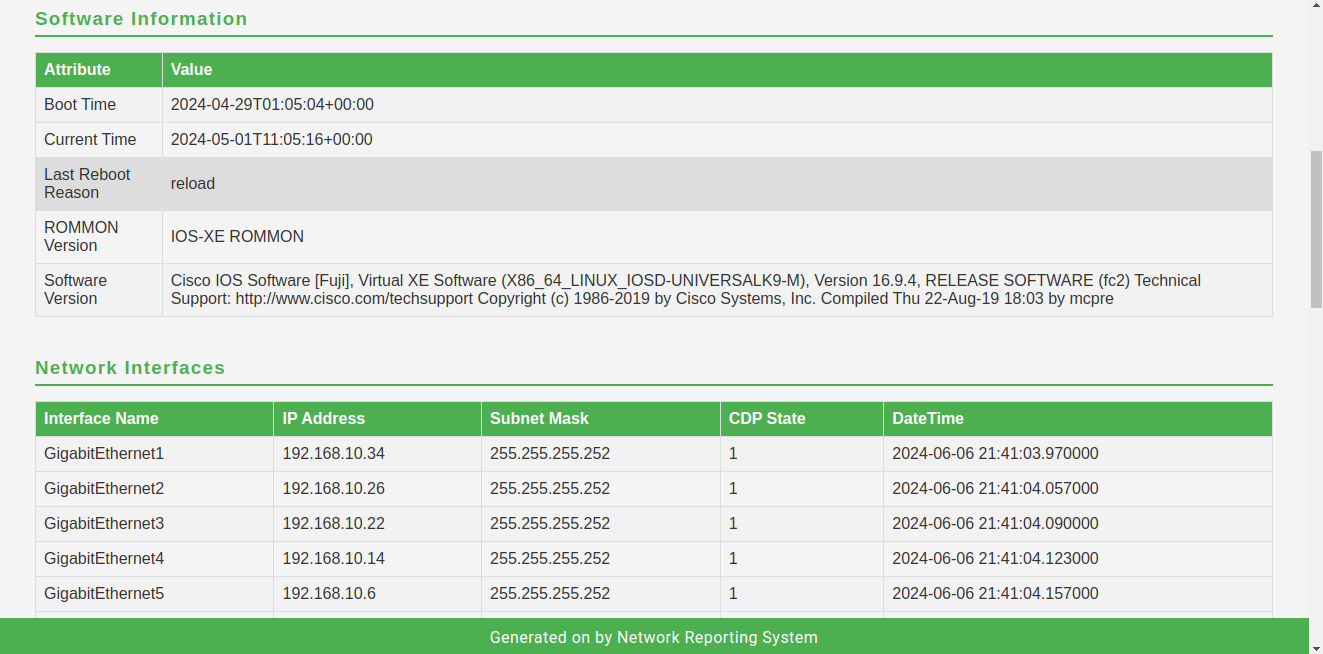 Software Information
Attribute Value
Boot Time 2024-04-29T01:05:04+00:00
Current Time 2024-05-01T11:05:16+00:00
Last Reboot
Reason
reload
ROMMON
Version
IOS-XE ROMMON
Software
Version
Cisco IOS Software [Fuji], Virtual XE Software (X86_64_LINUX_IOSD-UNIVERSALK9-M), Version 16.9.4, RELEASE SOFTWARE (fc2) Technical
Support: http://www.cisco.com/techsupport Copyright (c) 1986-2019 by Cisco Systems, Inc. Compiled Thu 22-Aug-19 18:03 by mcpre
Network Interfaces
Interface Name IP Address Subnet Mask CDP State DateTime
GigabitEthernet1 192.168.10.34 255.255.255.252 1 2024-06-06 21:41:03.970000
GigabitEthernet2 192.168.10.26 255.255.255.252 1 2024-06-06 21:41:04.057000
GigabitEthernet3 192.168.10.22 255.255.255.252 1 2024-06-06 21:41:04.090000
GigabitEthernet4 192.168.10.14 255.255.255.252 1 2024-06-06 21:41:04.123000
GigabitEthernet5 192.168.10.6 255.255.255.252 1 2024-06-06 21:41:04.157000
Generated on by Network Reporting System